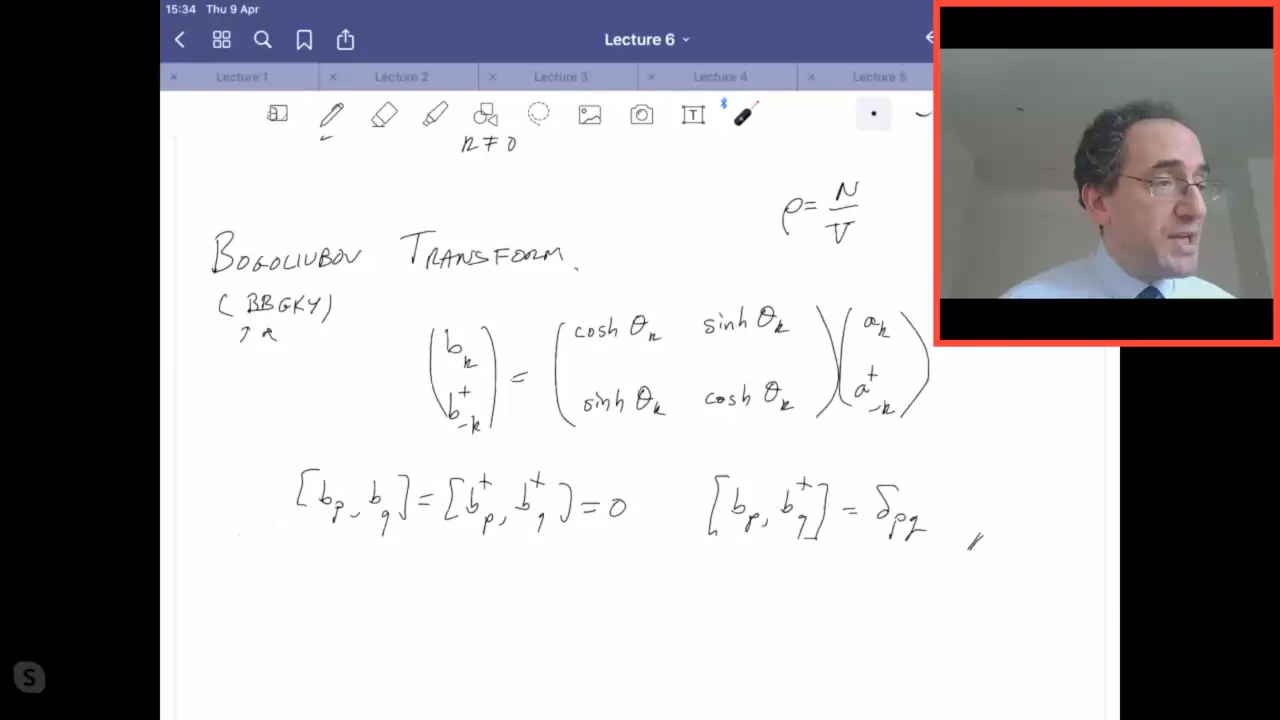 15:34 Thu 9 Apr
Lecture 6
Lecture 1 Lecture 2 Lecture 3 Lecture 4 Lecture 5
T
k ≠ 0
ρ = N/V
BOGOLIUBOV TRANSFORM.
(BBGKY)
(b_k b^+_{-k}) = (cosh θ_k sinh θ_k sinh θ_k cosh θ_k) (a_k a^+_{-k})
[b_p, b_q] = [b^+_p, b^+_q] = 0 [b_p, b^+_q] = δ_{pq}
S